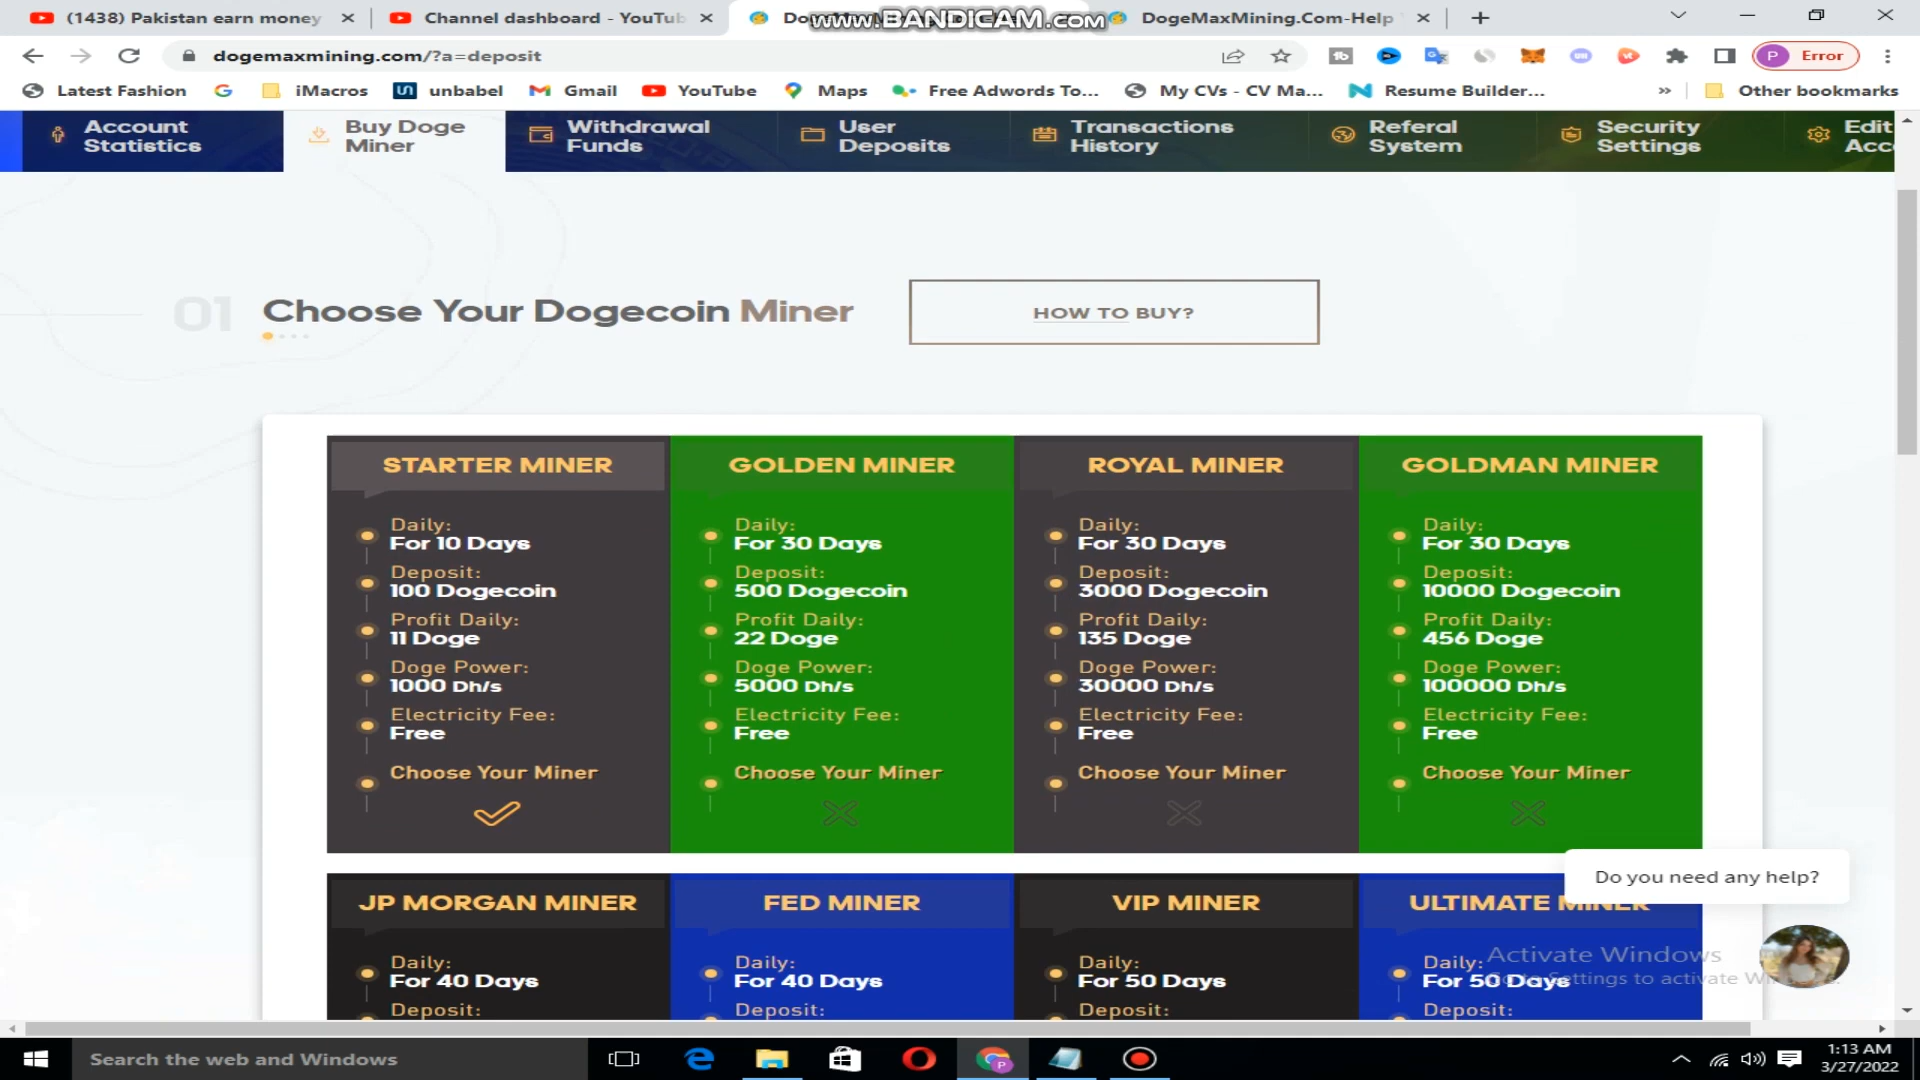 (1438) Pakistan earn money
Channel dashboard - YouTub
www.BANDICAM.com
DogeMaxMining.Com-Help
dogemaxmining.com/?a=deposit
P Error
Latest Fashion
iMacros
unbabel
Gmail
YouTube
Maps
Free Adwords To...
My CVs - CV Ma...
Resume Builder...
»
Other bookmarks
Account
Statistics
Buy Doge
Miner
Withdrawal
Funds
User
Deposits
Transactions
History
Referal
System
Security
Settings
Edit
Acc
01 Choose Your Dogecoin Miner
HOW TO BUY?
STARTER MINER
Daily:
For 10 Days
Deposit:
100 Dogecoin
Profit Daily:
11 Doge
Doge Power:
1000 Dh/s
Electricity Fee:
Free
Choose Your Miner
GOLDEN MINER
Daily:
For 30 Days
Deposit:
500 Dogecoin
Profit Daily:
22 Doge
Doge Power:
5000 Dh/s
Electricity Fee:
Free
Choose Your Miner
ROYAL MINER
Daily:
For 30 Days
Deposit:
3000 Dogecoin
Profit Daily:
135 Doge
Doge Power:
30000 Dh/s
Electricity Fee:
Free
Choose Your Miner
GOLDMAN MINER
Daily:
For 30 Days
Deposit:
10000 Dogecoin
Profit Daily:
456 Doge
Doge Power:
100000 Dh/s
Electricity Fee:
Free
Choose Your Miner
Do you need any help?
JP MORGAN MINER
Daily:
For 40 Days
Deposit:
FED MINER
Daily:
For 40 Days
Deposit:
VIP MINER
Daily:
For 50 Days
Deposit:
ULTIMATE MINER
Daily:
For 50 Days
Deposit:
Activate Windows
Settings to activate
Search the web and Windows
P
1:13 AM
3/27/2022